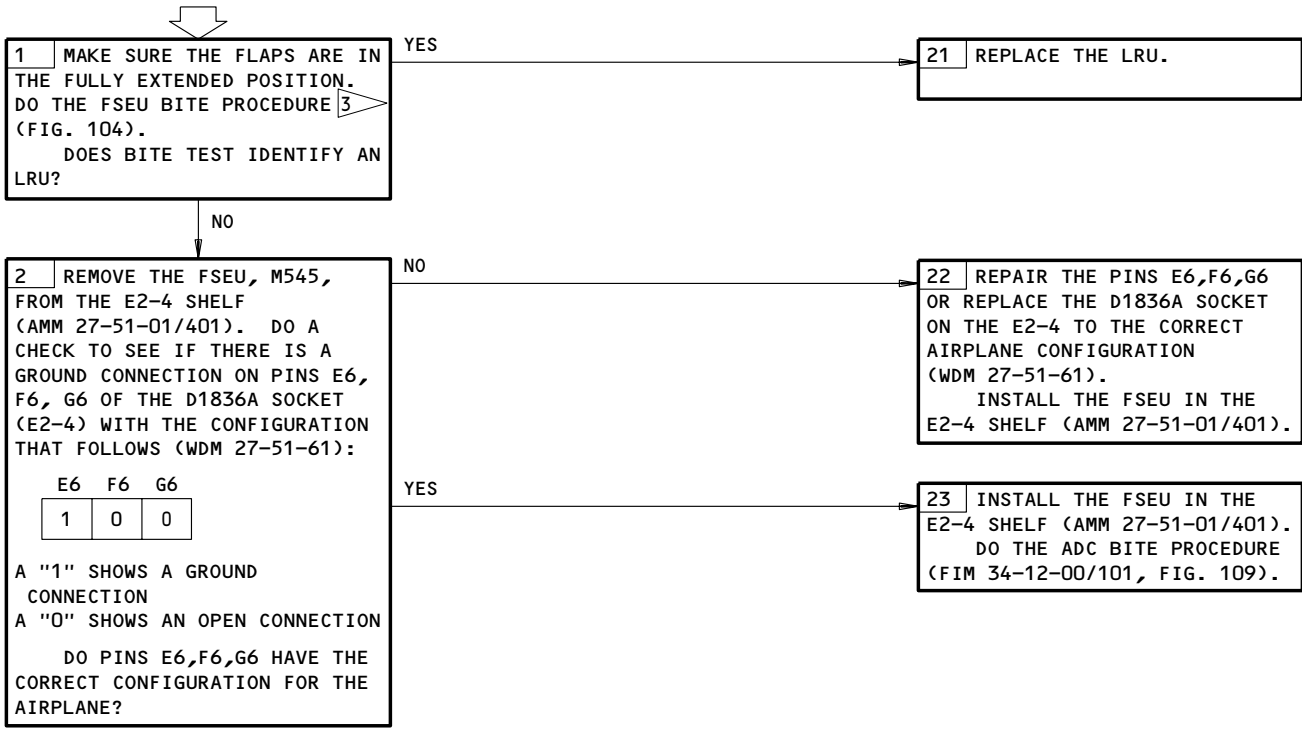 YES
1 MAKE SURE THE FLAPS ARE IN
THE FULLY EXTENDED POSITION.
DO THE FSEU BITE PROCEDURE 3
(FIG. 104).
DOES BITE TEST IDENTIFY AN
LRU?
21 REPLACE THE LRU.
NO
2 REMOVE THE FSEU, M545,
FROM THE E2-4 SHELF
(AMM 27-51-01/401). DO A
CHECK TO SEE IF THERE IS A
GROUND CONNECTION ON PINS E6,
F6, G6 OF THE D1836A SOCKET
(E2-4) WITH THE CONFIGURATION
THAT FOLLOWS (WDM 27-51-61):
E6 F6 G6
1 0 0
A "1" SHOWS A GROUND
CONNECTION
A "0" SHOWS AN OPEN CONNECTION
DO PINS E6,F6,G6 HAVE THE
CORRECT CONFIGURATION FOR THE
AIRPLANE?
NO
22 REPAIR THE PINS E6,F6,G6
OR REPLACE THE D1836A SOCKET
ON THE E2-4 TO THE CORRECT
AIRPLANE CONFIGURATION
(WDM 27-51-61).
INSTALL THE FSEU IN THE
E2-4 SHELF (AMM 27-51-01/401).
YES
23 INSTALL THE FSEU IN THE
E2-4 SHELF (AMM 27-51-01/401).
DO THE ADC BITE PROCEDURE
(FIM 34-12-00/101, FIG. 109).